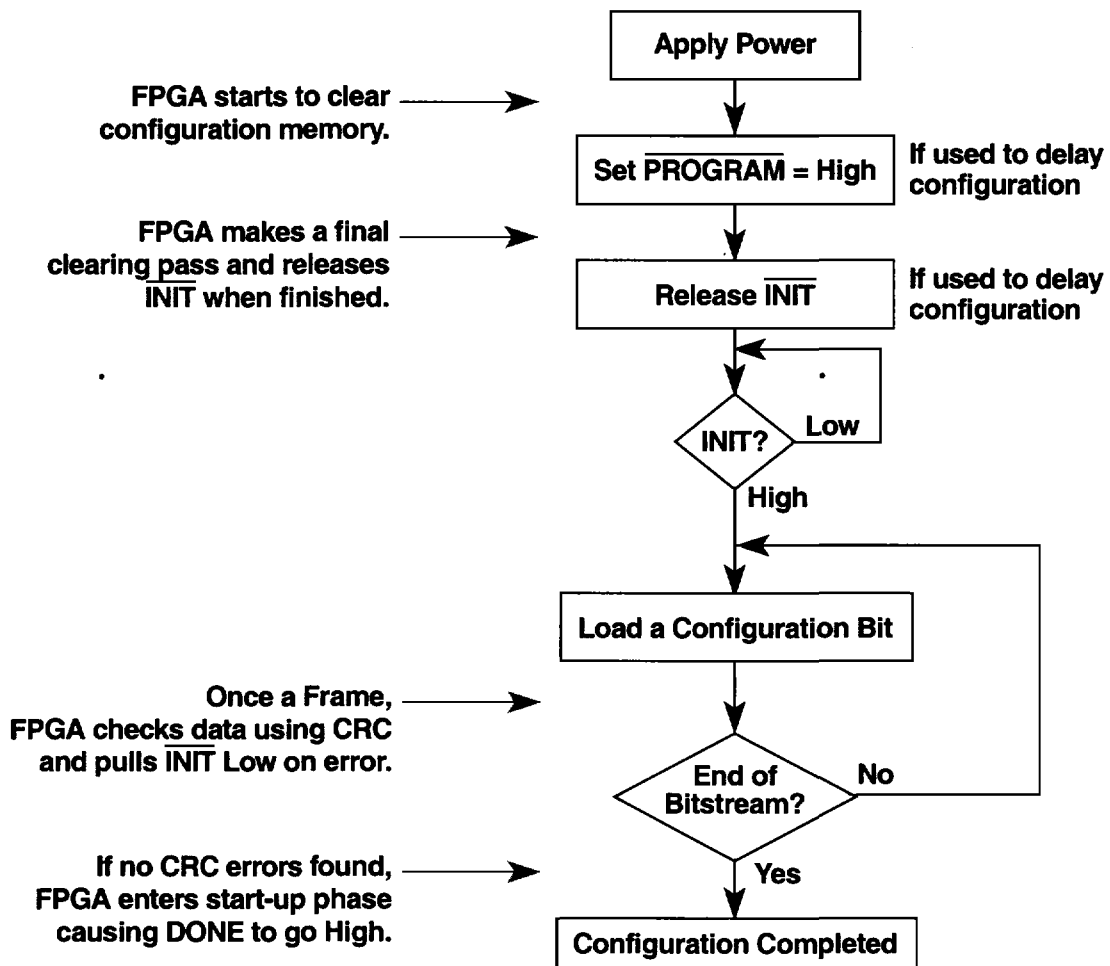 Apply Power
FPGA starts to clear
configuration memory.
Set PROGRAM = High
If used to delay
configuration
FPGA makes a final
clearing pass and releases
INIT when finished.
Release INIT
If used to delay
configuration
INIT?
Low
High
Load a Configuration Bit
Once a Frame,
FPGA checks data using CRC
and pulls INIT Low on error.
End of
Bitstream?
No
Yes
If no CRC errors found,
FPGA enters start-up phase
causing DONE to go High.
Configuration Completed